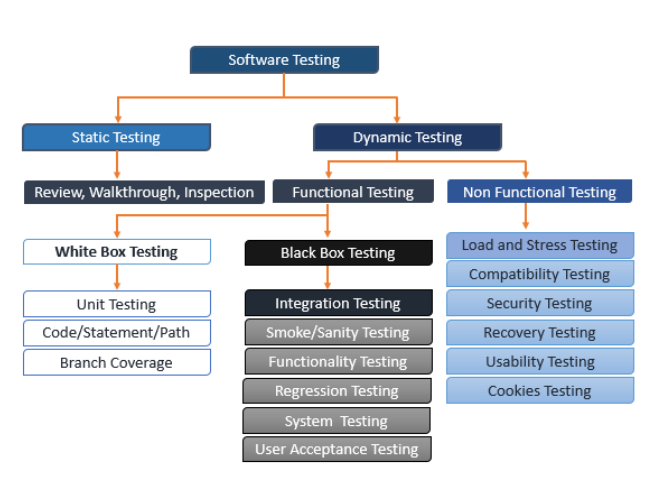 Software Testing
Static Testing
Dynamic Testing
Review, Walkthrough, Inspection
Functional Testing
Non Functional Testing
White Box Testing
Unit Testing
Code/Statement/Path
Branch Coverage
Black Box Testing
Integration Testing
Smoke/Sanity Testing
Functionality Testing
Regression Testing
System Testing
User Acceptance Testing
Load and Stress Testing
Compatibility Testing
Security Testing
Recovery Testing
Usability Testing
Cookies Testing